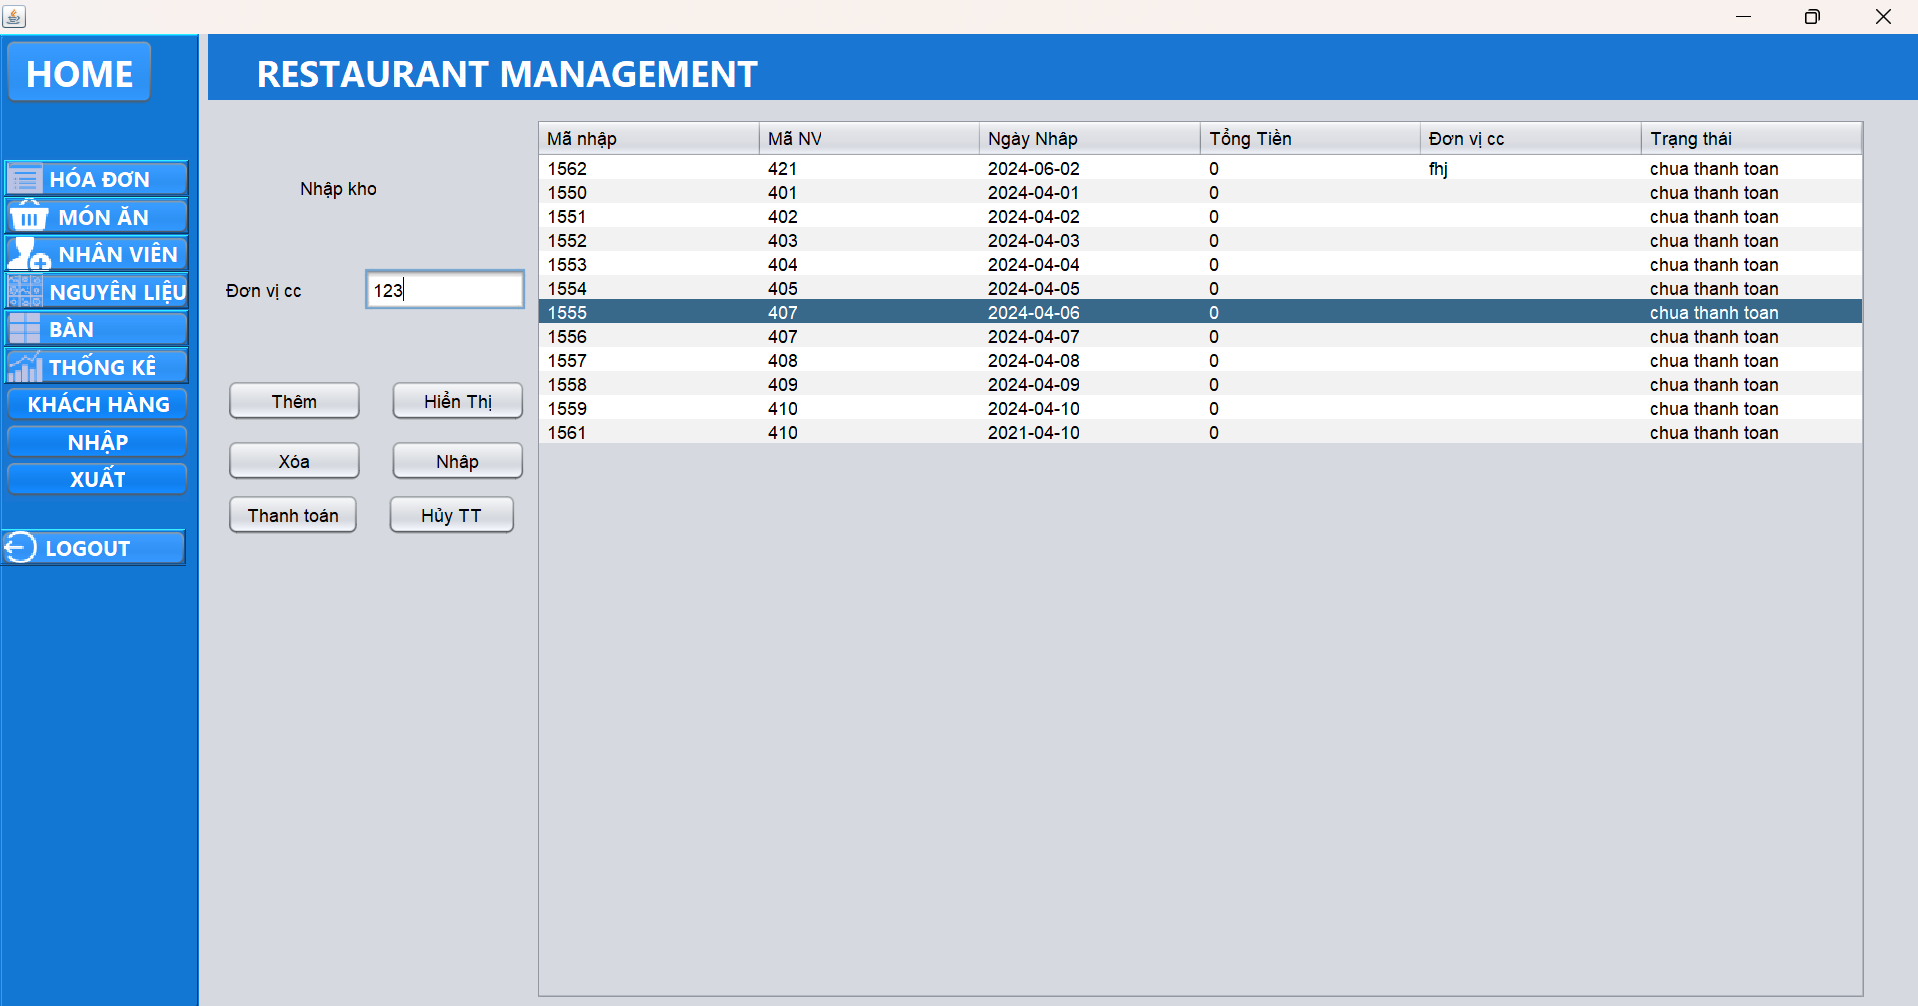 HOME
RESTAURANT MANAGEMENT
HÓA ĐƠN
MÓN ĂN
NHÂN VIÊN
NGUYÊN LIỆU
BÀN
THỐNG KÊ
KHÁCH HÀNG
NHẬP
XUẤT
LOGOUT
Nhập kho
Đơn vị cc 123
Thêm Hiển Thị
Xóa Nhập
Thanh toán Hủy TT
Mã nhập Mã NV Ngày Nhâp Tổng Tiền Đơn vị cc Trạng thái
1562 421 2024-06-02 0 fhj chua thanh toan
1550 401 2024-04-01 0 chua thanh toan
1551 402 2024-04-02 0 chua thanh toan
1552 403 2024-04-03 0 chua thanh toan
1553 404 2024-04-04 0 chua thanh toan
1554 405 2024-04-05 0 chua thanh toan
1555 407 2024-04-06 0 chua thanh toan
1556 407 2024-04-07 0 chua thanh toan
1557 408 2024-04-08 0 chua thanh toan
1558 409 2024-04-09 0 chua thanh toan
1559 410 2024-04-10 0 chua thanh toan
1561 410 2021-04-10 0 chua thanh toan